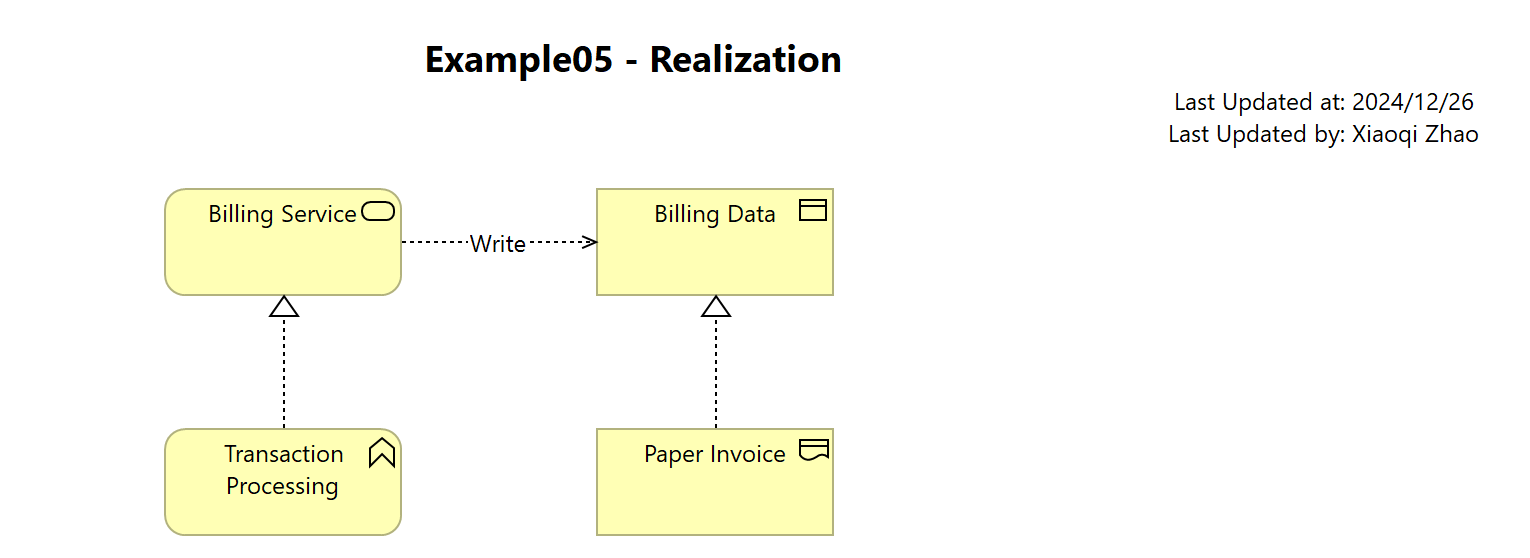 Example05 - Realization
Last Updated at: 2024/12/26
Last Updated by: Xiaoqi Zhao
Billing Service
Write
Billing Data
Transaction
Processing
Paper Invoice